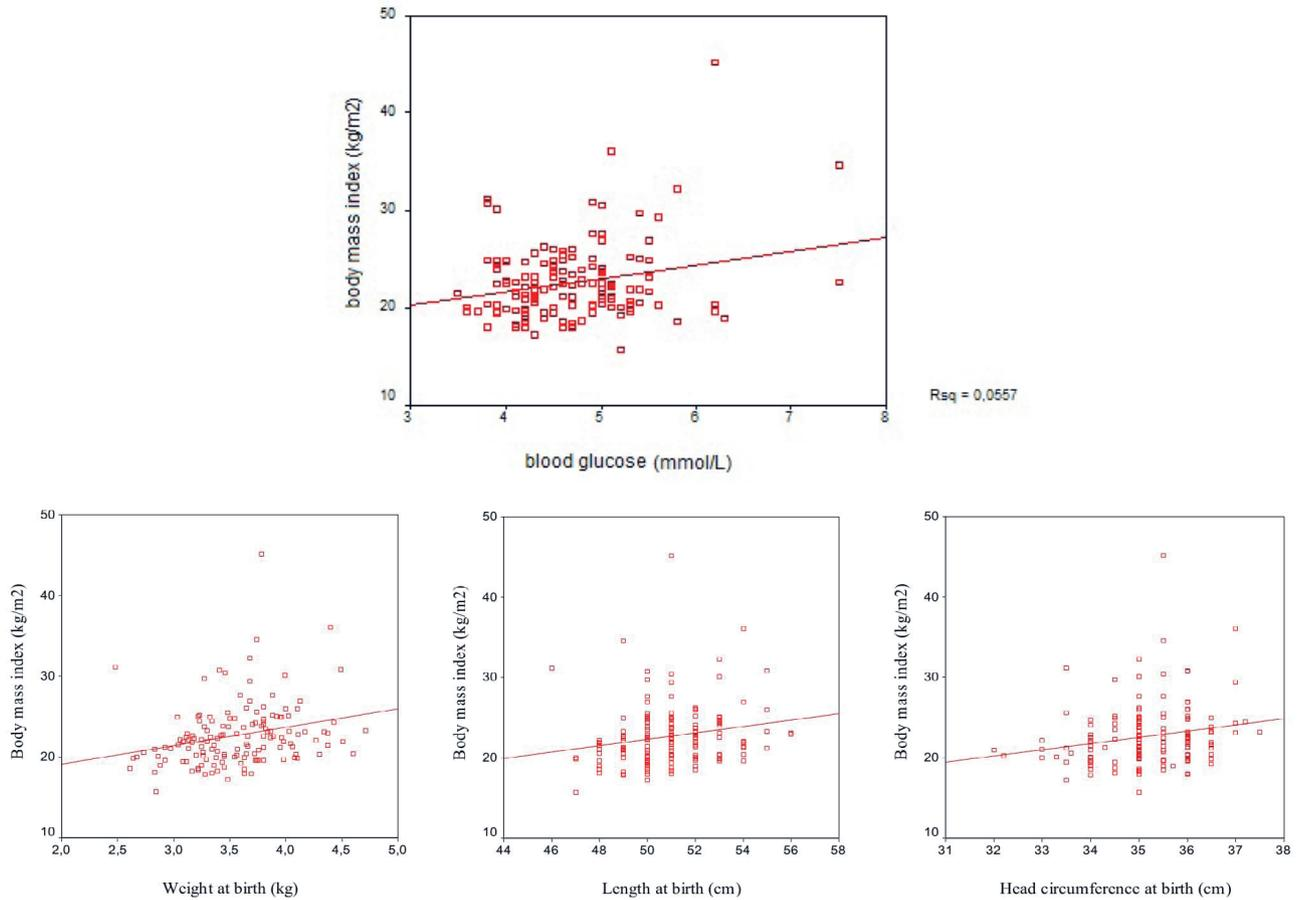 50
40
30
20
10
body mass index (kg/m2)
3 4 5 6 7 8
blood glucose (mmol/L)
Rsq = 0,0557
50
40
30
20
10
Body mass index (kg/m2)
2,0 2,5 3,0 3,5 4,0 4,5 5,0
Weight at birth (kg)
50
40
30
20
10
Body mass index (kg/m2)
44 46 48 50 52 54 56 58
Length at birth (cm)
50
40
30
20
10
Body mass index (kg/m2)
31 32 33 34 35 36 37 38
Head circumference at birth (cm)